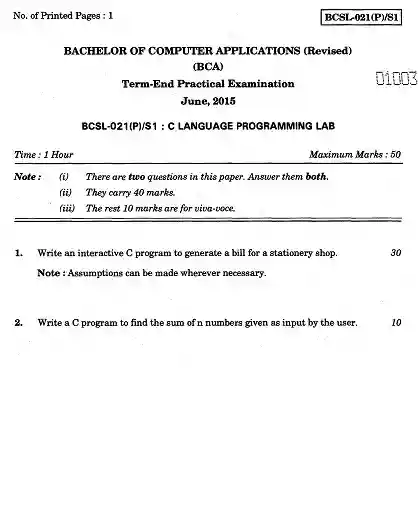 No. of Printed Pages : 1
BCSL-021(P)/S1
BACHELOR OF COMPUTER APPLICATIONS (Revised)
(BCA)
Term-End Practical Examination
01003
June, 2015
BCSL-021(P)/S1 : C LANGUAGE PROGRAMMING LAB
Time : 1 Hour Maximum Marks : 50
Note : (i) There are two questions in this paper. Answer them both.
(ii) They carry 40 marks.
(iii) The rest 10 marks are for viva-voce.
1. Write an interactive C program to generate a bill for a stationery shop. 30
Note : Assumptions can be made wherever necessary.
2. Write a C program to find the sum of n numbers given as input by the user. 10